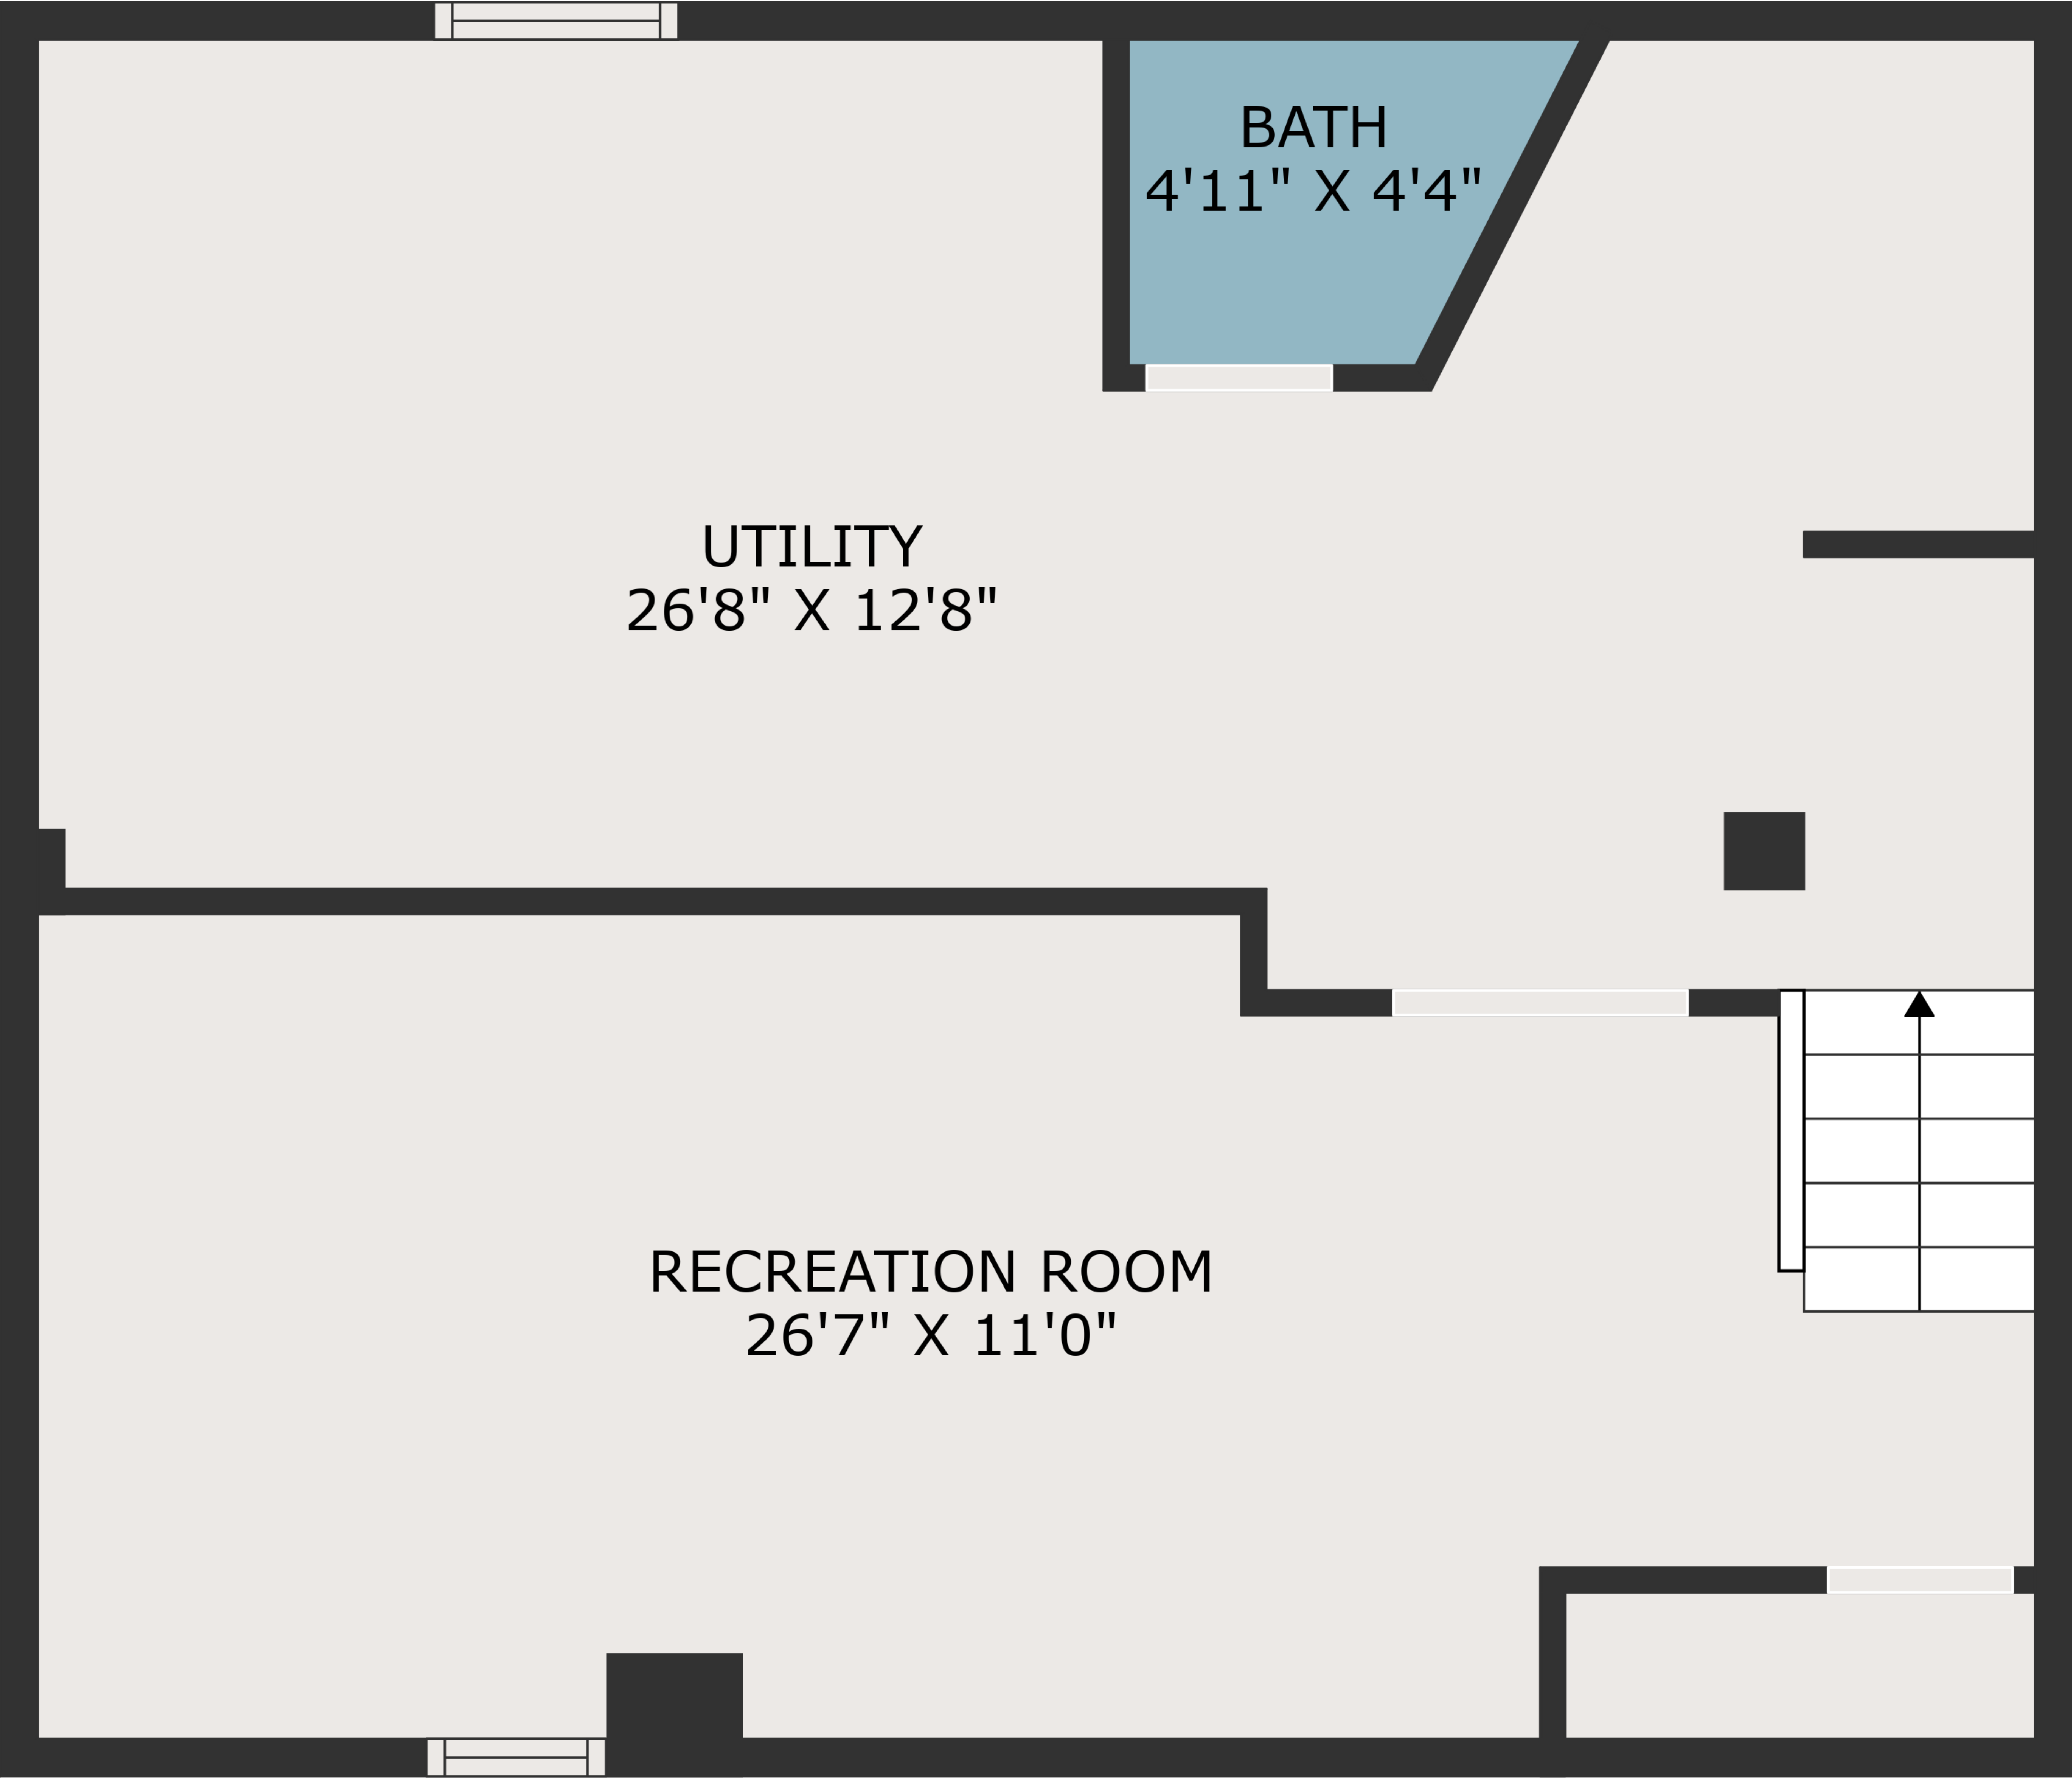 BATH
4'11" X 4'4"
UTILITY
26'8" X 12'8"
RECREATION ROOM
26'7" X 11'0"